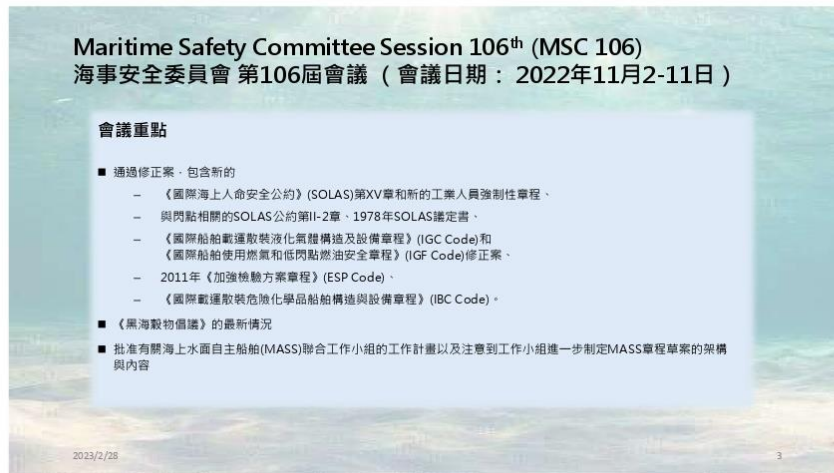 Maritime Safety Committee Session 106th (MSC 106)
海事安全委員會 第106屆會議 （會議日期： 2022年11月2-11日）
會議重點
■ 通過修正案，包含新的
– 《國際海上人命安全公約》(SOLAS)第XV章和新的工業人員強制性章程、
– 與閃點相關的SOLAS公約第II-2章、1978年SOLAS議定書、
– 《國際船舶載運散裝液化氣體構造及設備章程》(IGC Code)和
《國際船舶使用燃氣和低閃點燃油安全章程》(IGF Code)修正案、
– 2011年《加強檢驗方案章程》(ESP Code)、
– 《國際載運散裝危險化學品船舶構造與設備章程》(IBC Code)。
■ 《黑海穀物倡議》的最新情況
■ 批准有關海上水面自主船舶(MASS)聯合工作小組的工作計畫以及注意到工作小組進一步制定MASS章程草案的架構
與內容
2023/2/28
3